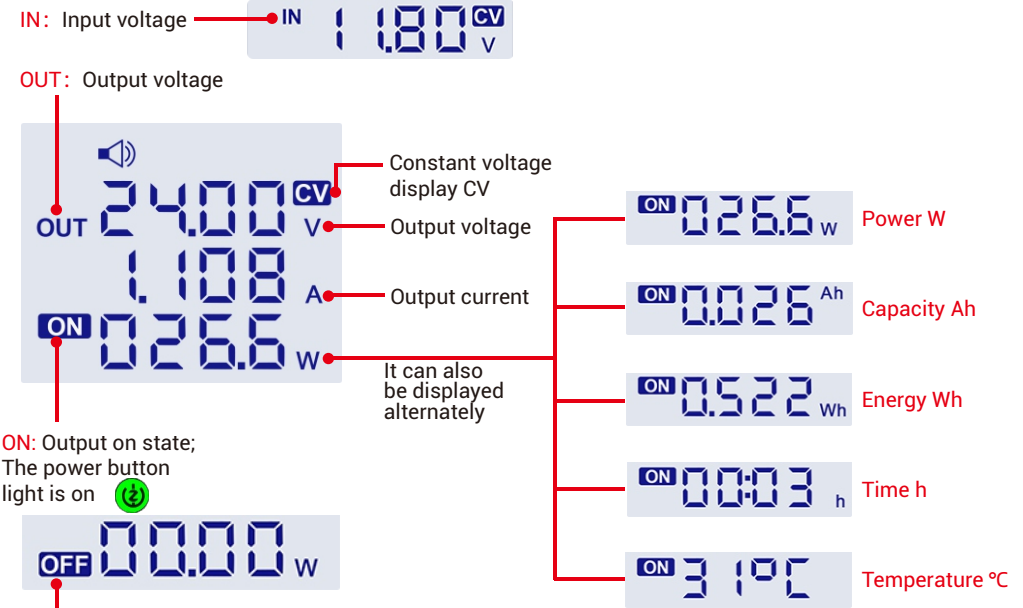 IN: Input voltage
IN 11.80 CV V
OUT: Output voltage
OUT 24.00 CV V
1.108 A
ON 026.6 W
Constant voltage
display CV
Output voltage
Output current
It can also
be displayed
alternately
ON 026.6 W
Power W
ON 0.026 Ah
Capacity Ah
ON 0.522 Wh
Energy Wh
ON 00:03 h
Time h
ON 31°C
Temperature ℃
ON: Output on state;
The power button
light is on
OFF 00.00 W